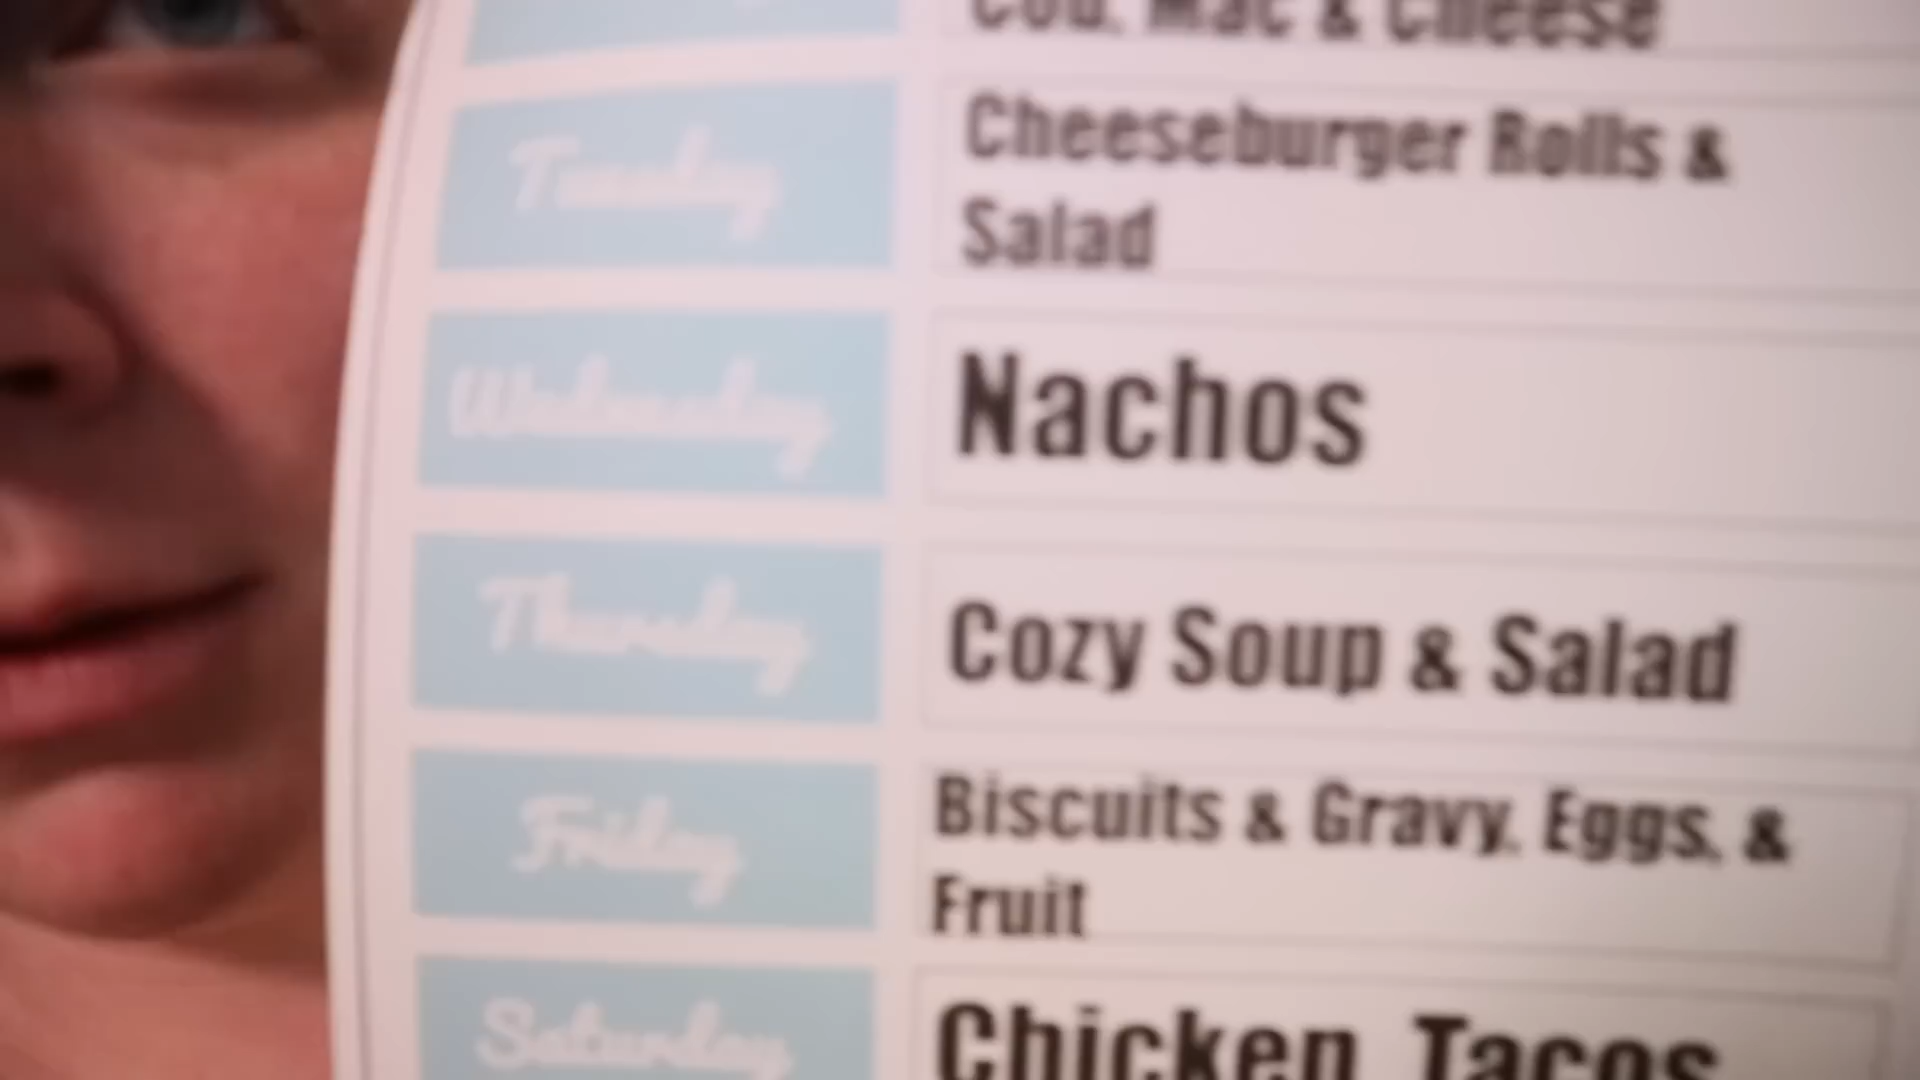 Cod, Mac & Cheese
Tuesday
Cheeseburger Rolls &
Salad
Wednesday
Nachos
Thursday
Cozy Soup & Salad
Friday
Biscuits & Gravy, Eggs, &
Fruit
Saturday
Chicken Tacos